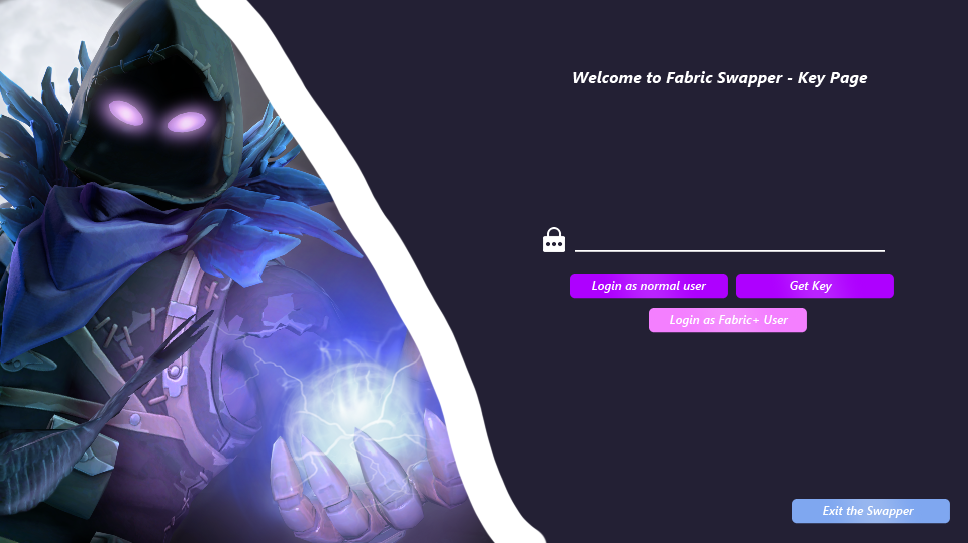 Welcome to Fabric Swapper - Key Page
Login as normal user
Get Key
Login as Fabric+ User
Exit the Swapper